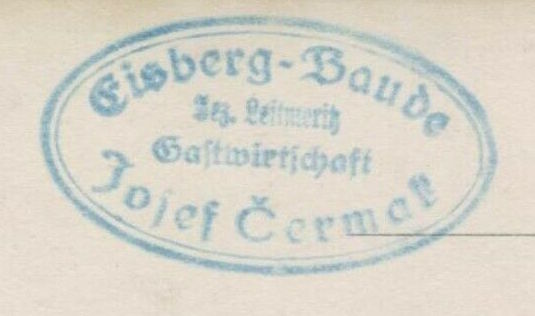 Eisberg-Baude
Bez. Leitmeritz
Gastwirtschaft
Josef Čermak